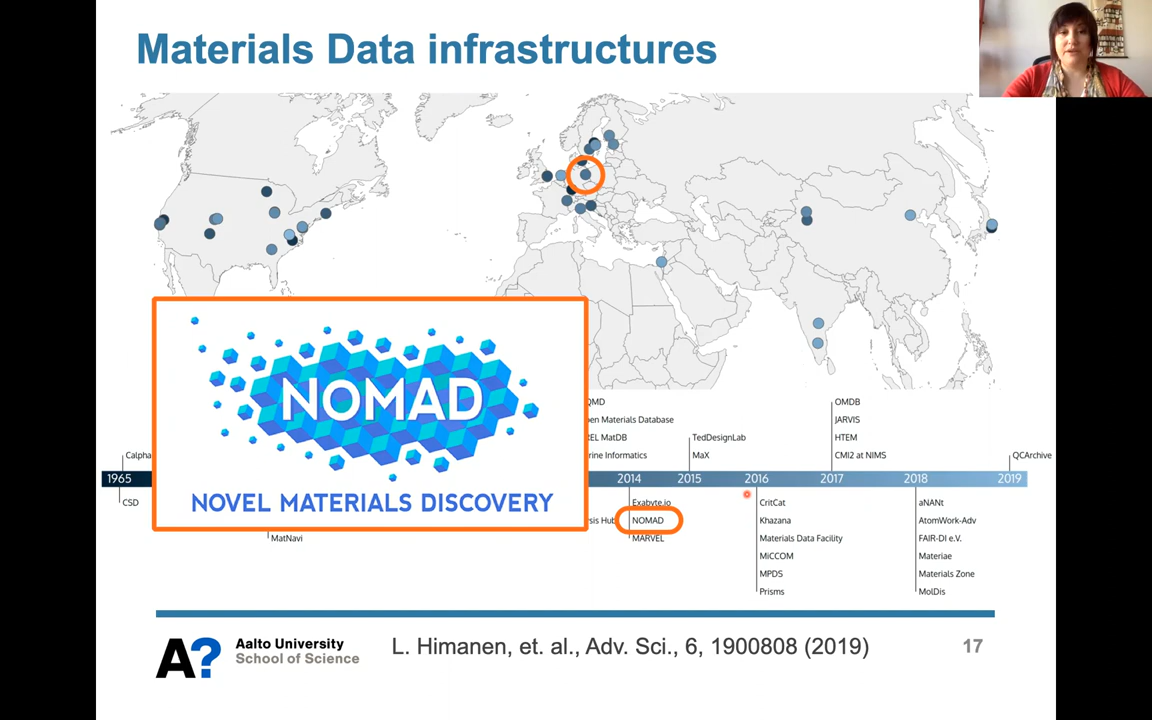 Materials Data infrastructures
NOMAD
NOVEL MATERIALS DISCOVERY
OMDB
Materials Database
JARVIS
MatDB
TedDesignLab
HTEM
Informatics
MaX
CMI2 at NIMS
QCArchive
1965
2014
2015
2016
2017
2018
2019
CSD
Exabyte.io
CritCat
aNANt
NOMAD
Khazana
AtomWork-Adv
MatNavi
MARVEL
Materials Data Facility
FAIR-DI e.V.
MiCCOM
Materiae
MPDS
Materials Zone
Prisms
MolDis
A?
Aalto University
School of Science
L. Himanen, et. al., Adv. Sci., 6, 1900808 (2019)
17